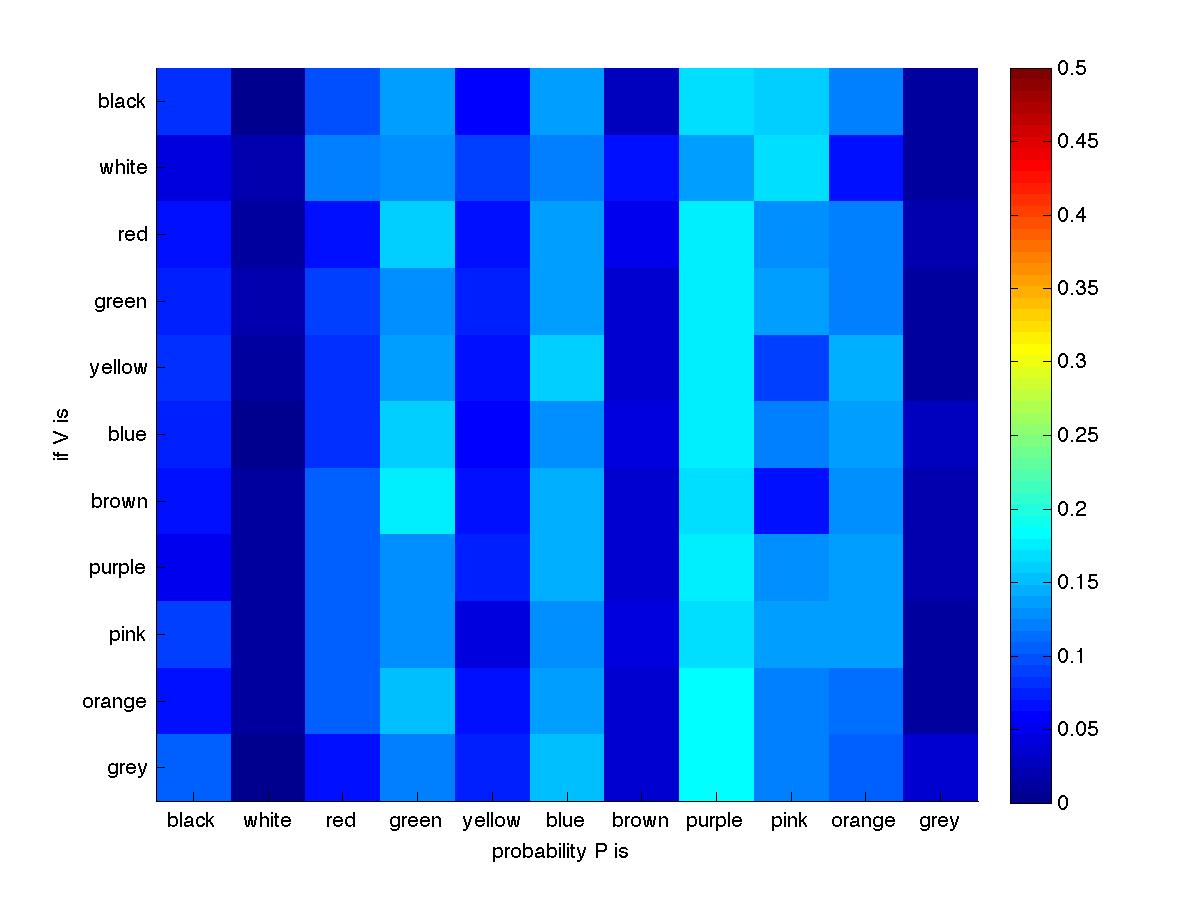 if V is
black
white
red
green
yellow
blue
brown
purple
pink
orange
grey
black white red green yellow blue brown purple pink orange grey
probability P is
0.5
0.45
0.4
0.35
0.3
0.25
0.2
0.15
0.1
0.05
0